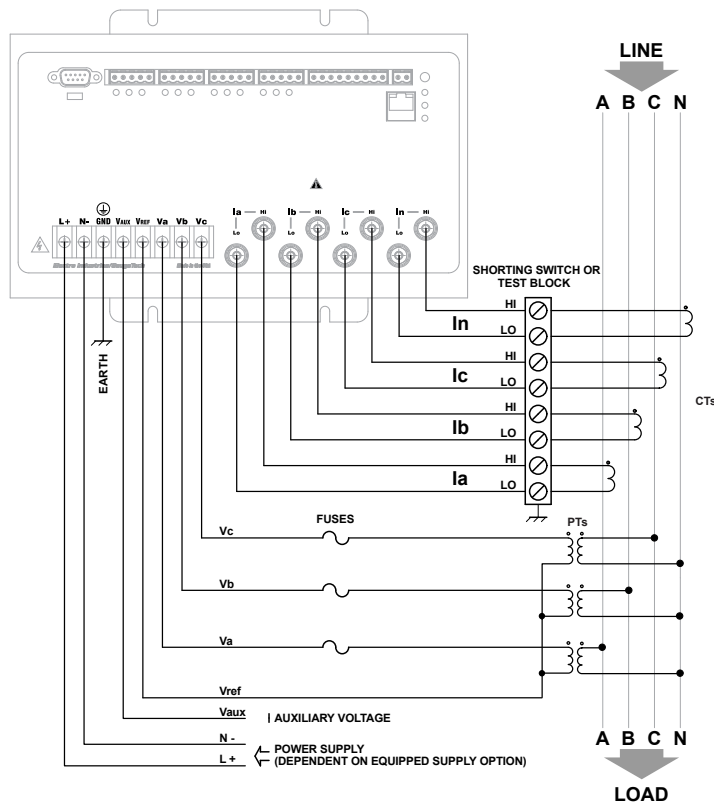 LINE
A B C N
Ia HI Ib HI Ic HI In HI
Lo Lo Lo Lo
L+ N- GND VAUX VREF Va Vb Vc
SHORTING SWITCH OR
TEST BLOCK
HI
In
LO
HI
Ic
LO
CTs
HI
Ib
LO
HI
Ia
LO
EARTH
FUSES
PTs
Vc
Vb
Va
Vref
Vaux
AUXILIARY VOLTAGE
N -
POWER SUPPLY
L +
(DEPENDENT ON EQUIPPED SUPPLY OPTION)
A B C N
LOAD